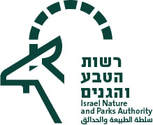 רשות
הטבע
והגנים
Israel Nature
and Parks Authority
سلطة الطبيعة والحدائق